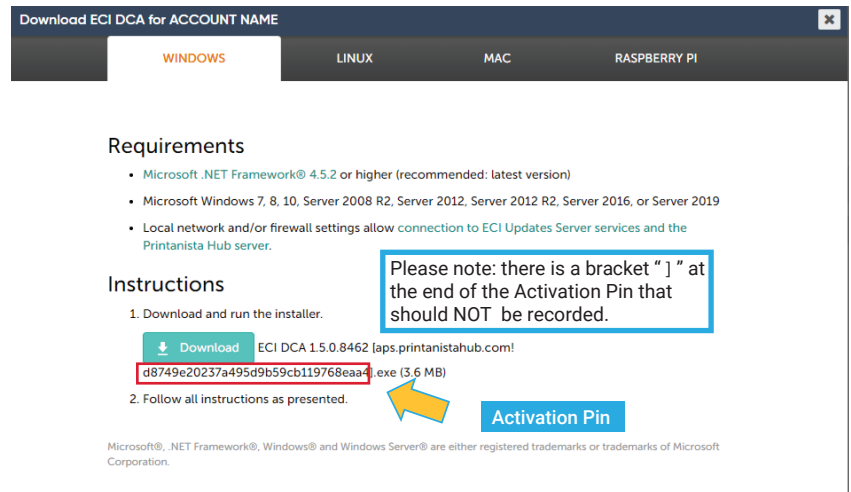 Download ECI DCA for ACCOUNT NAME
WINDOWS LINUX MAC RASPBERRY PI
Requirements
• Microsoft .NET Framework® 4.5.2 or higher (recommended: latest version)
• Microsoft Windows 7, 8, 10, Server 2008 R2, Server 2012, Server 2012 R2, Server 2016, or Server 2019
• Local network and/or firewall settings allow connection to ECI Updates Server services and the
Printanista Hub server.
Please note: there is a bracket “ ] ” at
the end of the Activation Pin that
should NOT be recorded.
Instructions
1. Download and run the installer.
Download ECI DCA 1.5.0.8462 [aps.printanistahub.com!
d8749e20237a495d9b59cb119768eaa4].exe (3.6 MB)
2. Follow all instructions as presented.
Activation Pin
Microsoft®, .NET Framework®, Windows® and Windows Server® are either registered trademarks or trademarks of Microsoft
Corporation.